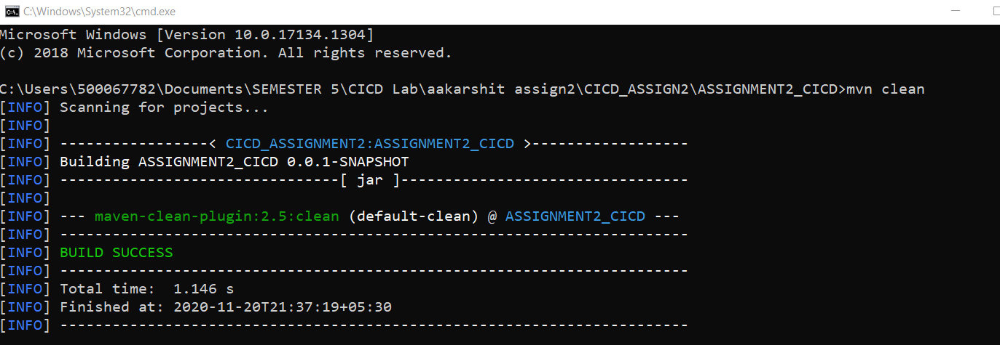 C:\Windows\System32\cmd.exe
Microsoft Windows [Version 10.0.17134.1304]
(c) 2018 Microsoft Corporation. All rights reserved.
C:\Users\500067782\Documents\SEMESTER 5\CICD Lab\aakarshit assign2\CICD_ASSIGN2\ASSIGNMENT2_CICD>mvn clean
[INFO] Scanning for projects...
[INFO]
[INFO] -----------------< CICD_ASSIGNMENT2:ASSIGNMENT2_CICD >------------------
[INFO] Building ASSIGNMENT2_CICD 0.0.1-SNAPSHOT
[INFO] --------------------------------[ jar ]---------------------------------
[INFO]
[INFO] --- maven-clean-plugin:2.5:clean (default-clean) @ ASSIGNMENT2_CICD ---
[INFO] ------------------------------------------------------------------------
[INFO] BUILD SUCCESS
[INFO] ------------------------------------------------------------------------
[INFO] Total time:  1.146 s
[INFO] Finished at: 2020-11-20T21:37:19+05:30
[INFO] ------------------------------------------------------------------------